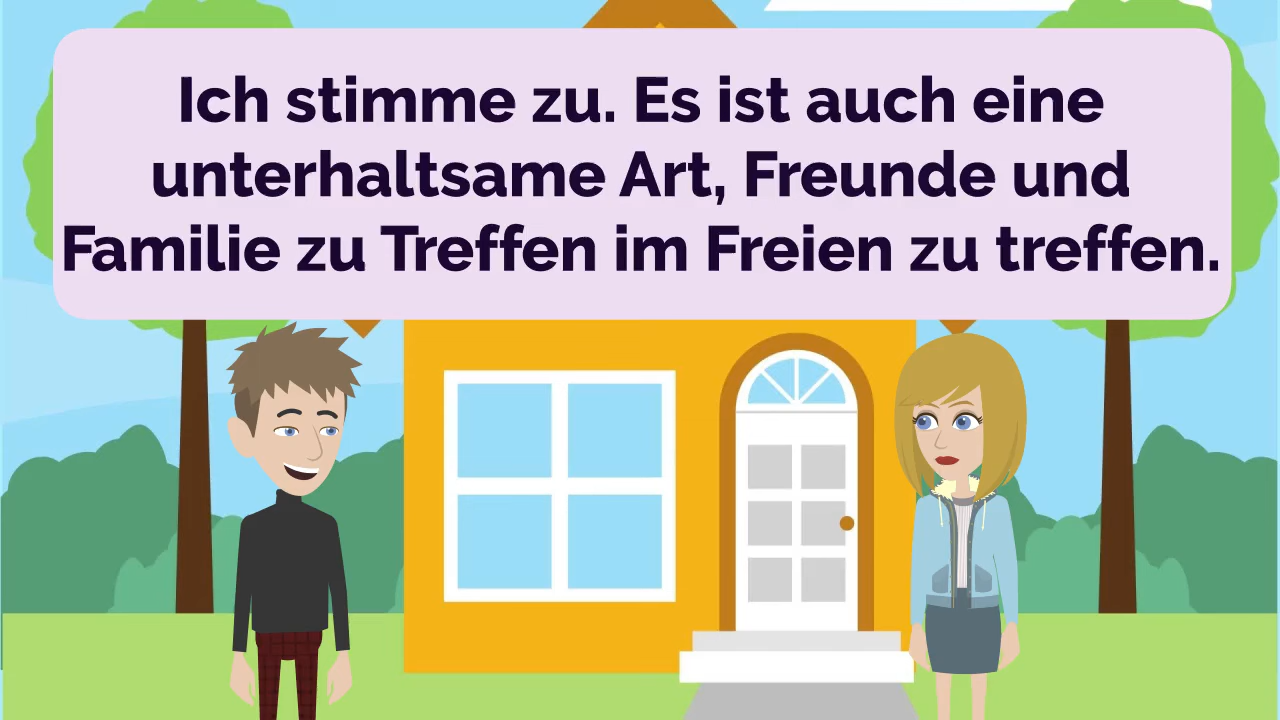 Ich stimme zu. Es ist auch eine
unterhaltsame Art, Freunde und
Familie zu Treffen im Freien zu treffen.